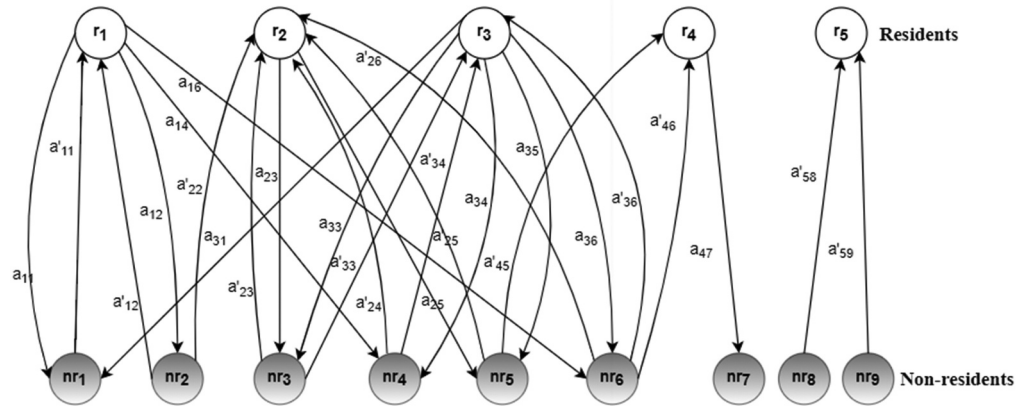 r1 r2 r3 r4 r5 Residents
a'26
a16
a14
a'11 a'46
a35
a'34
a'22 a23 a'58
a34 a'36
a12
a33
a31 a'25 a36
a47 a'59
a'33 a'45
a11
a'23
a'12 a'24 a25
nr1 nr2 nr3 nr4 nr5 nr6 nr7 nr8 nr9 Non-residents